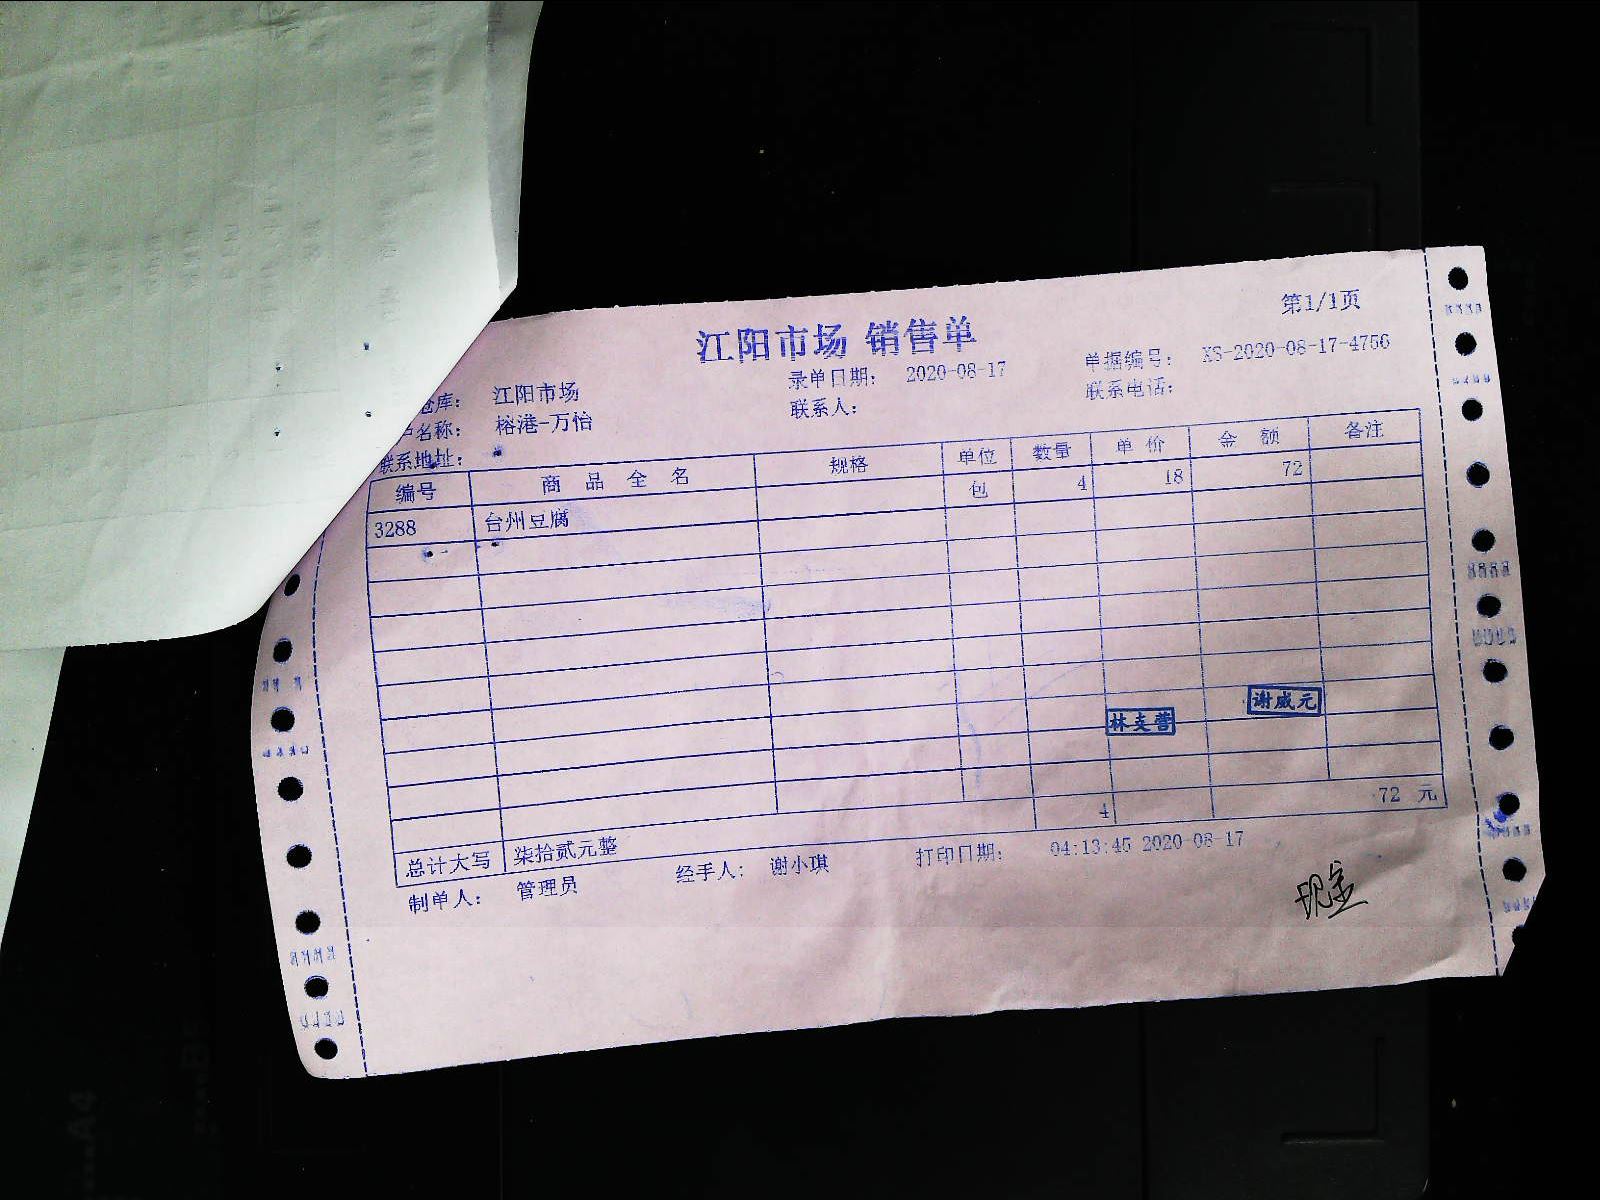 第1/1页
江阳市场 销售单
仓库： 江阳市场 录单日期： 2020-08-17 单据编号： XS-2020-08-17-4756
户名称： 榕港-万怡 联系人： 联系电话：
联系地址：
编号 商 品 全 名 规格 单位 数量 单 价 金 额 备注
3288 台州豆腐 包 4 18 72
谢威元
林支营
4 72 元
总计大写 柒拾贰元整
制单人： 管理员 经手人： 谢小琪 打印日期： 04:13:45 2020-08-17
现金